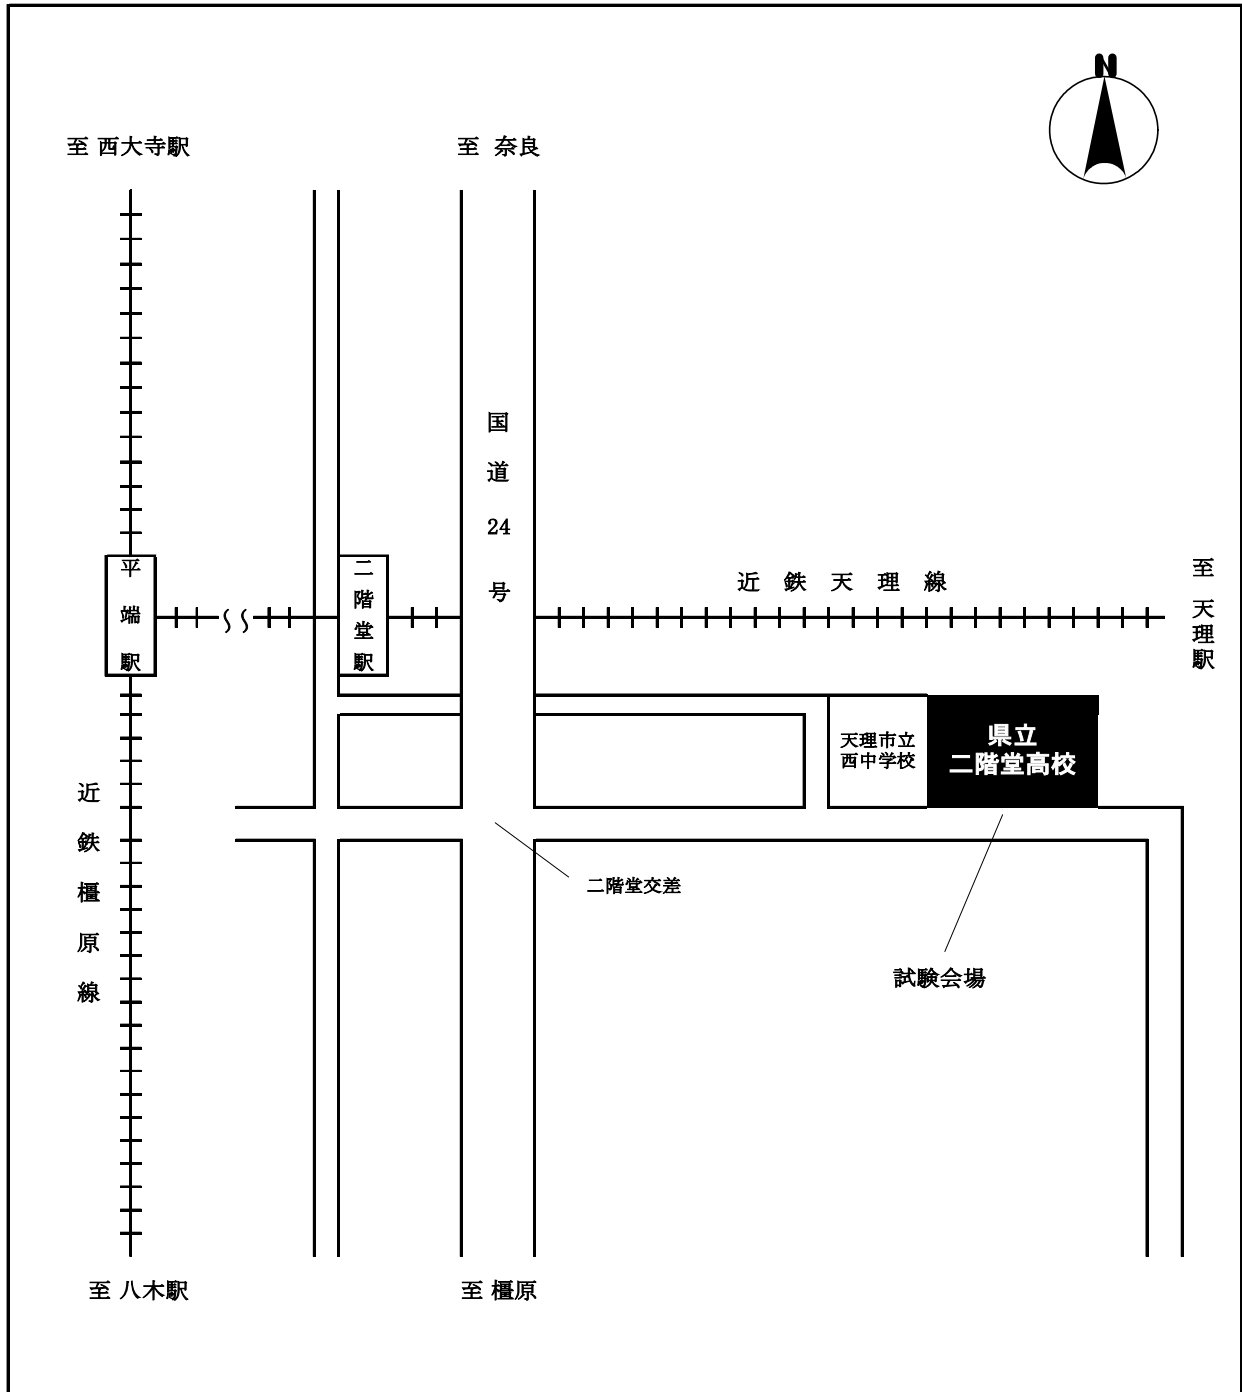 N
至 西大寺駅
至 奈良
国道24号
平端駅
二階堂駅
近鉄天理線
至 天理駅
天理市立
西中学校
県立
二階堂高校
近鉄橿原線
二階堂交差
試験会場
至 八木駅
至 橿原